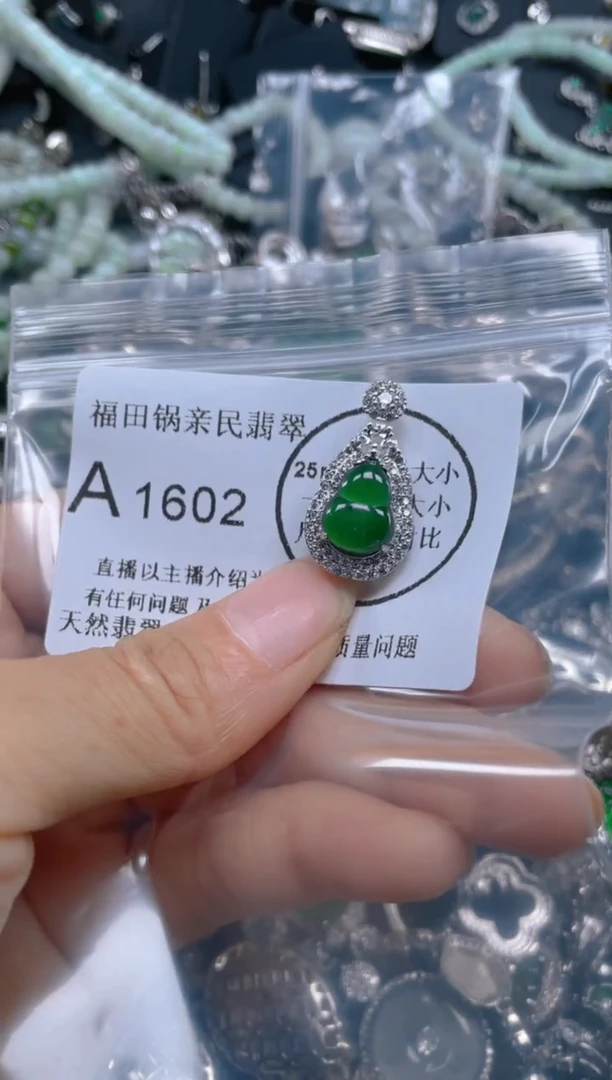 福田锅亲民翡翠
A 1602
25 大小
大小
比
直播以主播介绍
有任何问题 及
天然翡翠
质量问题